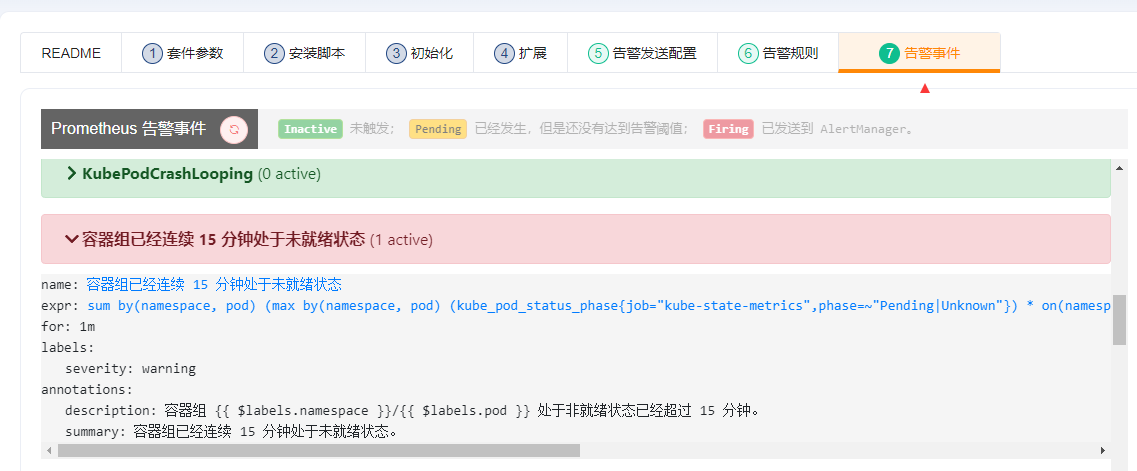 README 1 套件参数 2 安装脚本 3 初始化 4 扩展 5 告警发送配置 6 告警规则 7 告警事件
Prometheus 告警事件 Inactive 未触发； Pending 已经发生，但是还没有达到告警阈值； Firing 已发送到 AlertManager。
KubePodCrashLooping (0 active)
容器组已经连续 15 分钟处于未就绪状态 (1 active)
name: 容器组已经连续 15 分钟处于未就绪状态
expr: sum by(namespace, pod) (max by(namespace, pod) (kube_pod_status_phase{job="kube-state-metrics",phase=~"Pending|Unknown"}) * on(namesp
for: 1m
labels:
severity: warning
annotations:
description: 容器组 {{ $labels.namespace }}/{{ $labels.pod }} 处于非就绪状态已经超过 15 分钟。
summary: 容器组已经连续 15 分钟处于未就绪状态。